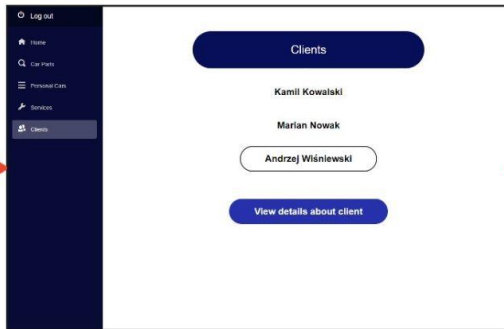 Log out
Home
Car Parts
Personal Cars
Services
Clients
Clients
Kamil Kowalski
Marian Nowak
Andrzej Wiśniewski
View details about client